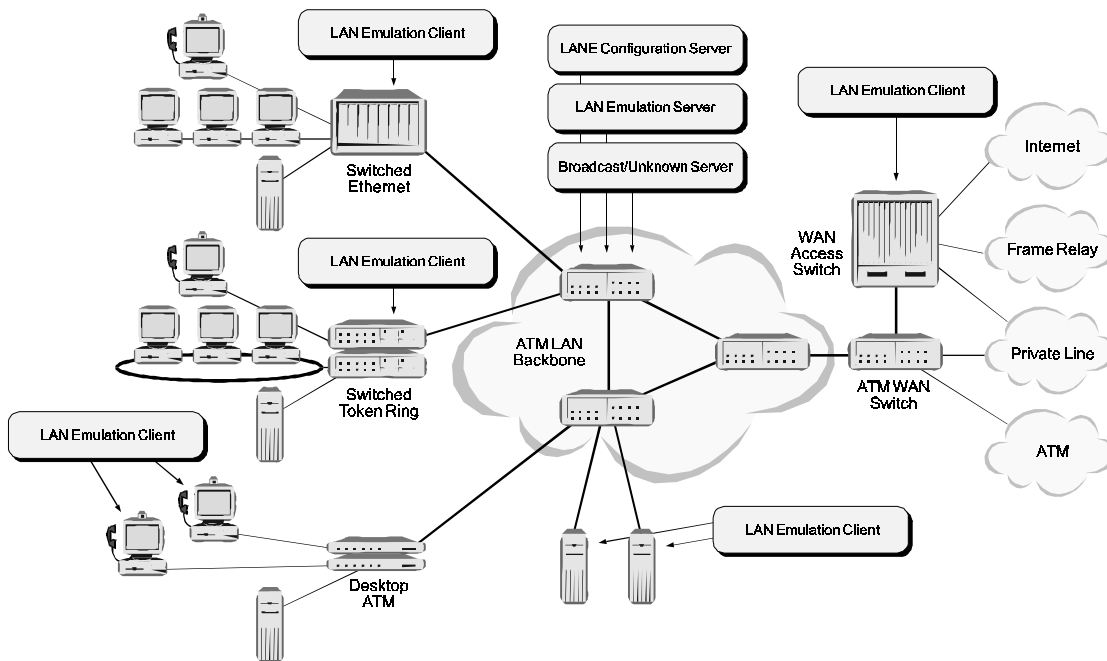 LAN Emulation Client
LANE Configuration Server
LAN Emulation Server
Broadcast/Unknown Server
LAN Emulation Client
Internet
Switched
Ethernet
WAN
Access
Switch
Frame Relay
LAN Emulation Client
ATM LAN
Backbone
Private Line
Switched
Token Ring
ATM WAN
Switch
LAN Emulation Client
ATM
LAN Emulation Client
Desktop
ATM